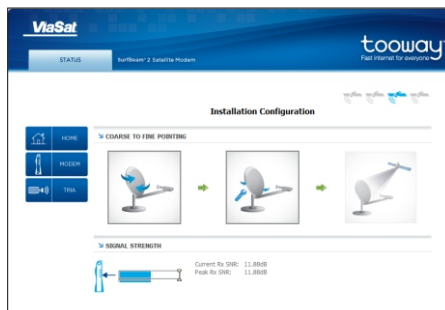 ViaSat
tooway
Fast internet for everyone
STATUS
SurfBeam® 2 Satellite Modem
Installation Configuration
HOME
COARSE TO FINE POINTING
MODEM
TRIA
SIGNAL STRENGTH
Current Rx SNR: 11.88dB
Peak Rx SNR: 11.88dB